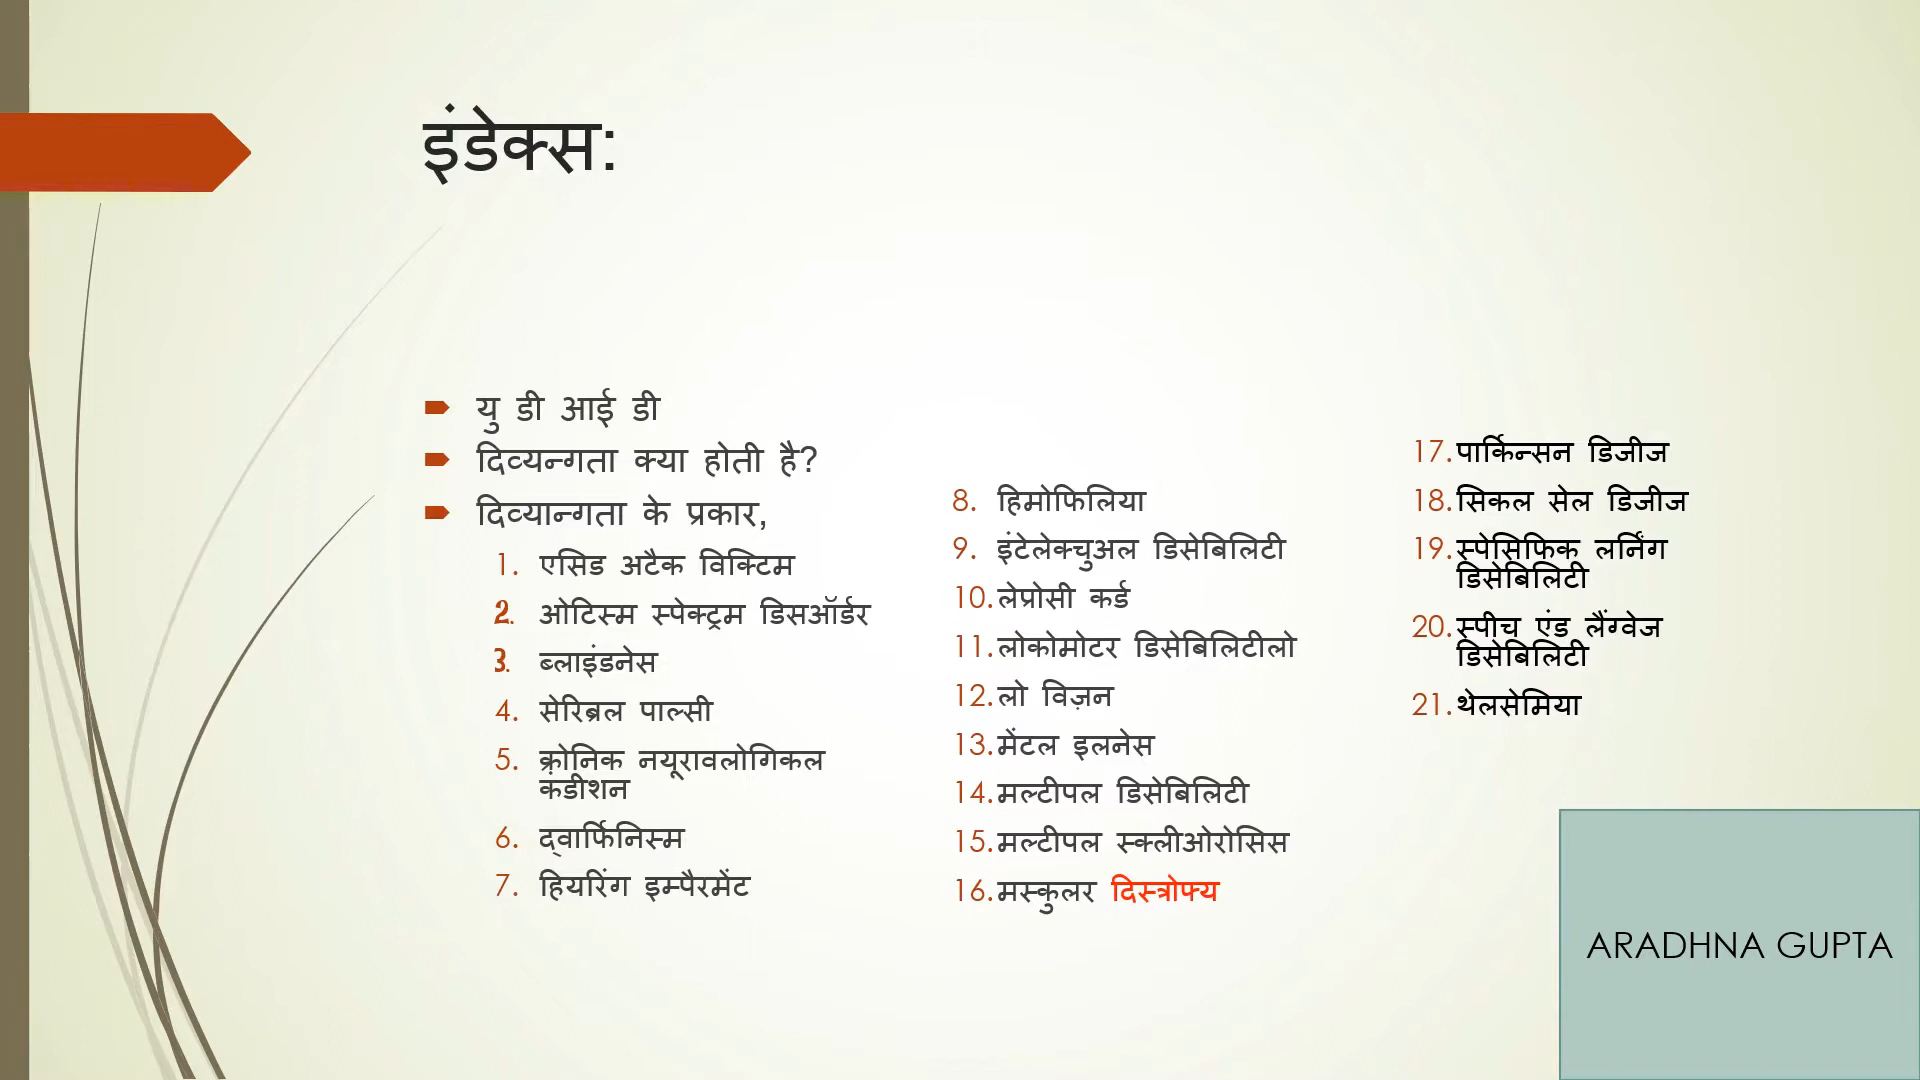 इंडेक्स:
यु डी आई डी
दिव्यन्गता क्या होती है?
दिव्यान्गता के प्रकार,
1. एसिड अटैक विक्टिम
2. ओटिस्म स्पेक्ट्रम डिसऑर्डर
3. ब्लाइंडनेस
4. सेरिब्रल पाल्सी
5. क्रोनिक नयूरावलोगिकल
कंडीशन
6. द्वार्फिनिस्म
7. हियरिंग इम्पैरमेंट
8. हिमोफिलिया
9. इंटेलेक्चुअल डिसेबिलिटी
10. लेप्रोसी कर्ड
11. लोकोमोटर डिसेबिलिटीलो
12. लो विज़न
13. मेंटल इलनेस
14. मल्टीपल डिसेबिलिटी
15. मल्टीपल स्क्लीओरोसिस
16. मस्कुलर दिस्त्रोफ्य
17. पार्किन्सन डिजीज
18. सिकल सेल डिजीज
19. स्पेसिफिक लर्निंग
डिसेबिलिटी
20. स्पीच एंड लैंग्वेज
डिसेबिलिटी
21. थेलसेमिया
ARADHNA GUPTA